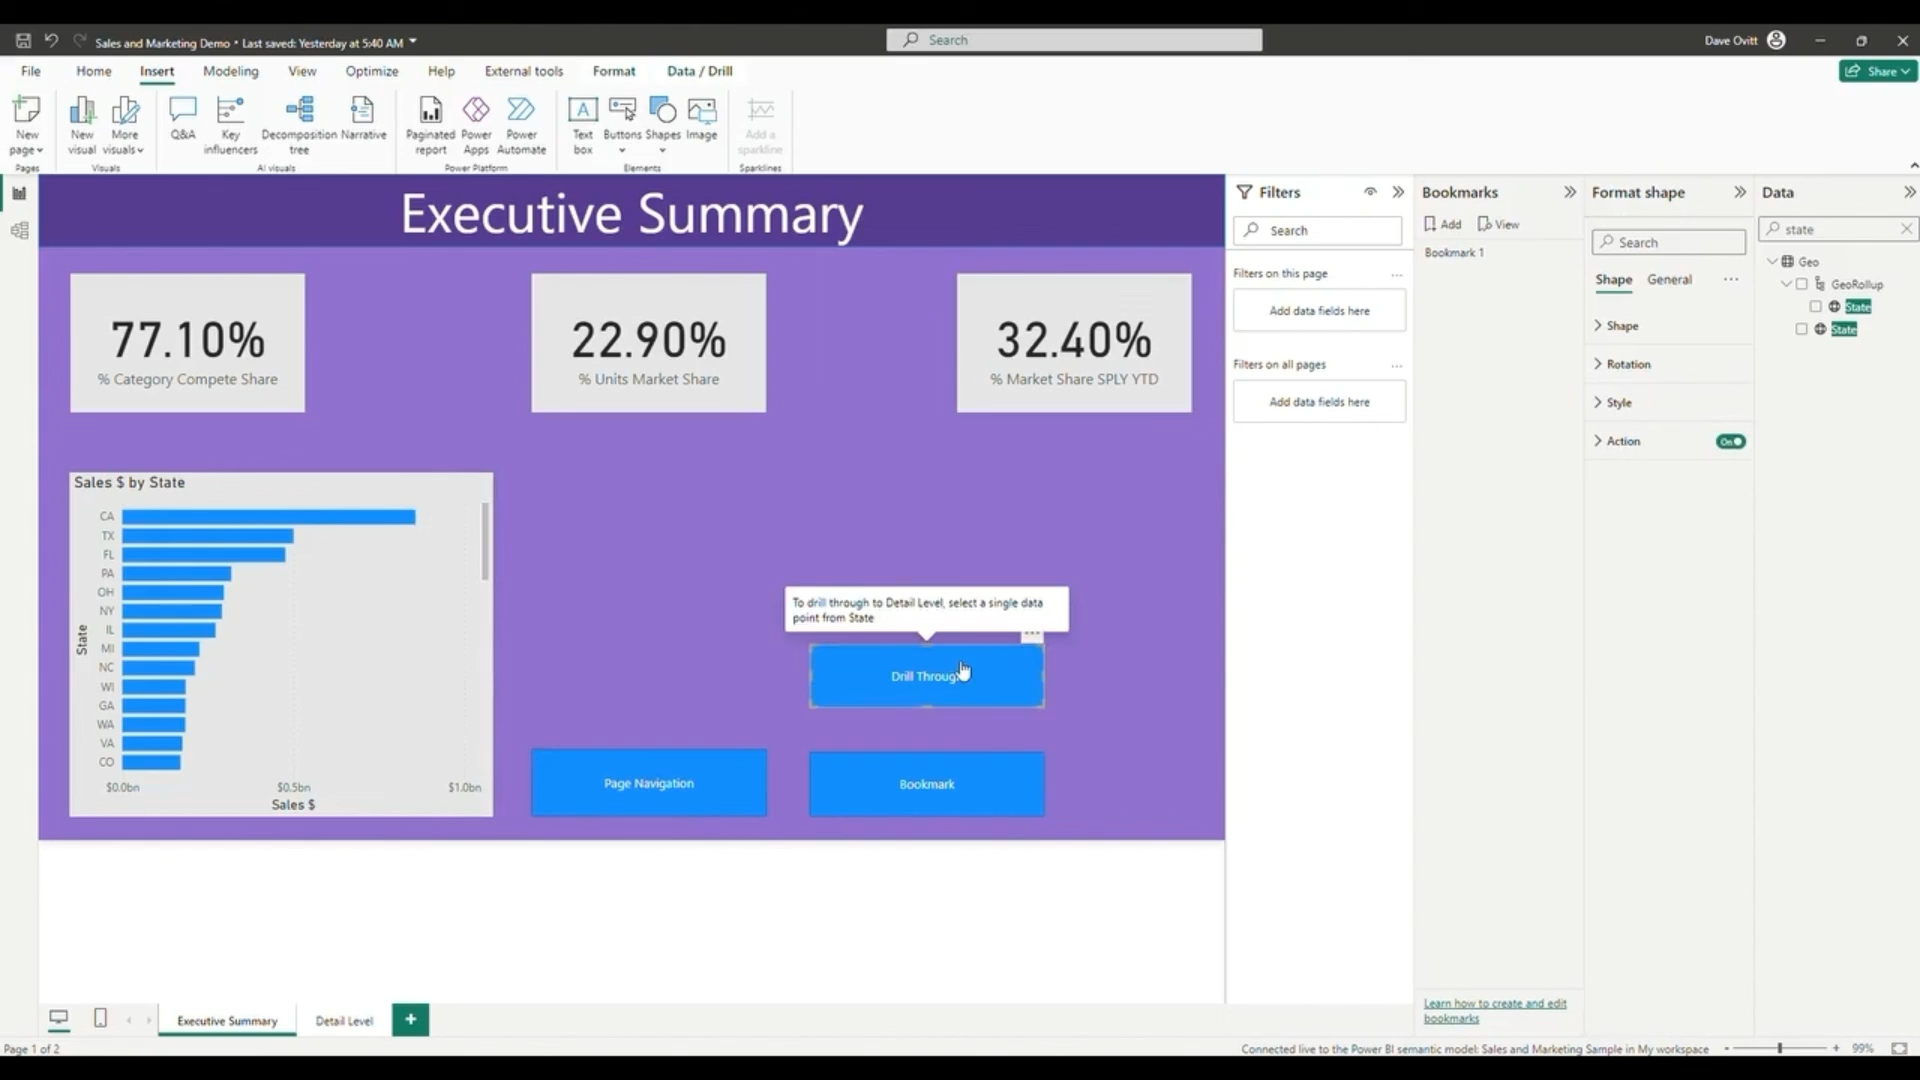 Sales and Marketing Demo • Last saved: Yesterday at 5:40 AM
Search
Dave Ovitt
File
Home
Insert
Modeling
View
Optimize
Help
External tools
Format
Data / Drill
Share
New page
New visual
More visuals
Q&A
Key influencers
Decomposition tree
Narrative
Paginated report
Power Apps
Power Automate
Text box
Buttons
Shapes
Image
Add a sparkline
Pages
Visuals
AI visuals
Power Platform
Elements
Sparklines
Executive Summary
77.10%
% Category Compete Share
22.90%
% Units Market Share
32.40%
% Market Share SPLY YTD
Sales $ by State
CA
TX
FL
PA
OH
NY
IL
MI
NC
WI
GA
WA
VA
CO
State
$0.0bn
$0.5bn
$1.0bn
Sales $
To drill through to Detail Level, select a single data
point from State
Drill Through
Page Navigation
Bookmark
Filters
Search
Filters on this page
Add data fields here
Filters on all pages
Add data fields here
Bookmarks
Add
View
Bookmark 1
Learn how to create and edit
bookmarks
Format shape
Search
Shape
General
Shape
Rotation
Style
Action
On
Data
state
Geo
GeoRollup
State
State
Executive Summary
Detail Level
+
Page 1 of 2
Connected live to the Power BI semantic model: Sales and Marketing Sample in My workspace
- + 99%